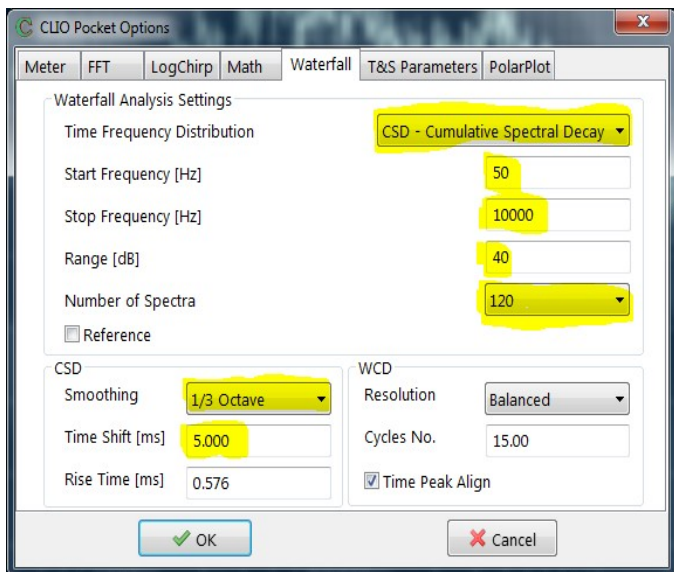 CLIO Pocket Options
Meter FFT LogChirp Math Waterfall T&S Parameters PolarPlot
Waterfall Analysis Settings
Time Frequency Distribution CSD - Cumulative Spectral Decay
Start Frequency [Hz] 50
Stop Frequency [Hz] 10000
Range [dB] 40
Number of Spectra 120
Reference
CSD WCD
Smoothing 1/3 Octave Resolution Balanced
Time Shift [ms] 5.000 Cycles No. 15.00
Rise Time [ms] 0.576 Time Peak Align
OK Cancel